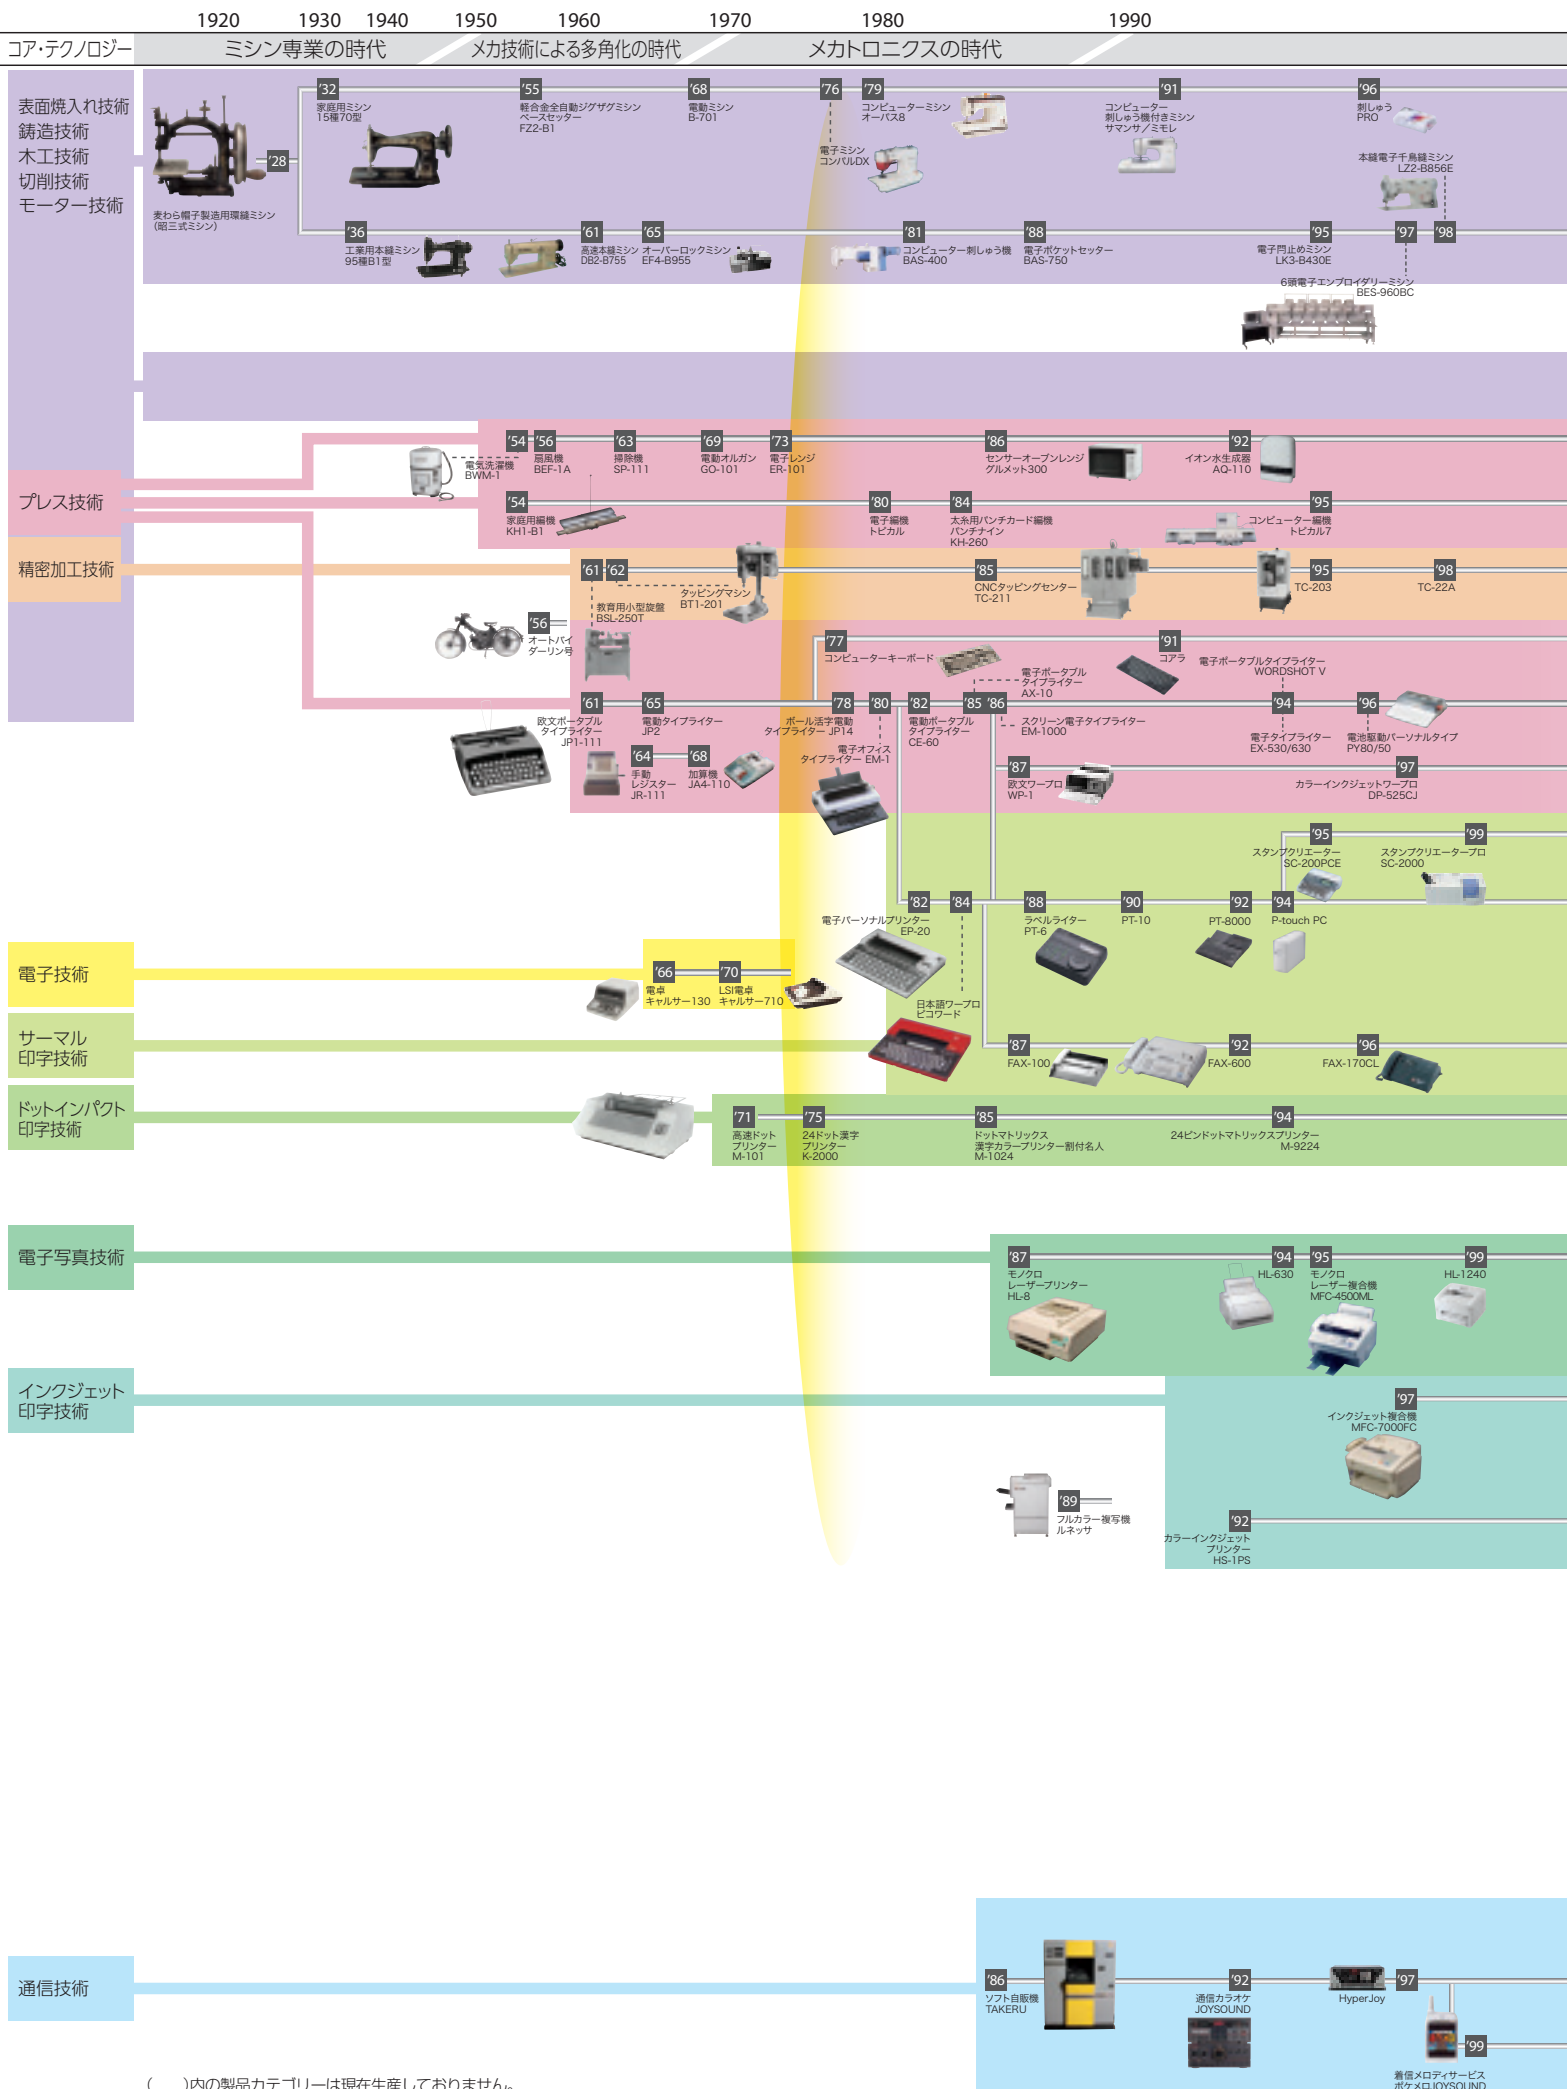 1920 1930 1940 1950 1960 1970 1980 1990
コア・テクノロジー ミシン専業の時代 メカ技術による多角化の時代 メカトロニクスの時代
表面焼入れ技術
鋳造技術
木工技術
切削技術
モーター技術
麦わら帽子製造用環縫ミシン
(昭三式ミシン)
'28
'32
家庭用ミシン
15種70型
'55
軽合金全自動ジグザグミシン
ペースセッター
FZ2-B1
'68
電動ミシン
B-701
'76
電子ミシン
コンパルDX
'79
コンピューターミシン
オーパス8
'91
コンピューター
刺しゅう機付きミシン
サマンサ/ミモレ
'96
刺しゅう
PRO
本縫電子千鳥縫ミシン
LZ2-B856E
'36
工業用本縫ミシン
95種B1型
'61
高速本縫ミシン
DB2-B755
'65
オーバーロックミシン
EF4-B955
'81
コンピューター刺しゅう機
BAS-400
'88
電子ポケットセッター
BAS-750
'95
電子閂止めミシン
LK3-B430E
'97
'98
6頭電子エンブロイダリーミシン
BES-960BC
プレス技術
'54
電気洗濯機
BWM-1
'56
扇風機
BEF-1A
'63
掃除機
SP-111
'69
電動オルガン
GO-101
'73
電子レンジ
ER-101
'86
センサーオーブンレンジ
グルメット300
'92
イオン水生成器
AQ-110
'54
家庭用編機
KH1-B1
'80
電子編機
トピカル
'84
太糸用パンチカード編機
パンチナイン
KH-260
'95
コンピューター編機
トピカル7
精密加工技術
'61
教育用小型旋盤
BSL-250T
'62
タッピングマシン
BT1-201
'85
CNCタッピングセンター
TC-211
'95
TC-203
'98
TC-22A
'56
オートバイ
ダーリン号
'77
コンピューターキーボード
'91
コアラ
電子ポータブル
タイプライター
AX-10
電子ポータブルタイプライター
WORDSHOT V
'61
欧文ポータブル
タイプライター
JP1-111
'65
電動タイプライター
JP2
'78
ボール活字電動
タイプライター JP14
'80
電子オフィス
タイプライター EM-1
'82
電動ポータブル
タイプライター
CE-60
'85
'86
スクリーン電子タイプライター
EM-1000
'94
電子タイプライター
EX-530/630
'96
電池駆動パーソナルタイプ
PY80/50
'64
手動
レジスター
JR-111
'68
加算機
JA4-110
'87
欧文ワープロ
WP-1
'97
カラーインクジェットワープロ
DP-525CJ
'95
スタンプクリエーター
SC-200PCE
'99
スタンプクリエータープロ
SC-2000
'82
電子パーソナルプリンター
EP-20
'84
日本語ワープロ
ピコワード
'88
ラベルライター
PT-6
'90
PT-10
'92
PT-8000
'94
P-touch PC
電子技術
'66
電卓
キャルサー130
'70
LSI電卓
キャルサー710
サーマル
印字技術
'87
FAX-100
'92
FAX-600
'96
FAX-170CL
ドットインパクト
印字技術
'71
高速ドット
プリンター
M-101
'75
24ドット漢字
プリンター
K-2000
'85
ドットマトリックス
漢字カラープリンター割付名人
M-1024
'94
24ピンドットマトリックスプリンター
M-9224
電子写真技術
'87
モノクロ
レーザープリンター
HL-8
'94
HL-630
'95
モノクロ
レーザー複合機
MFC-4500ML
'99
HL-1240
インクジェット
印字技術
'97
インクジェット複合機
MFC-7000FC
'89
フルカラー複写機
ルネッサ
'92
カラーインクジェット
プリンター
HS-1PS
通信技術
'86
ソフト自販機
TAKERU
'92
通信カラオケ
JOYSOUND
'97
HyperJoy
'99
着信メロディサービス
ポケメロJOYSOUND
(　　)内の製品カテゴリーは現在生産しておりません。